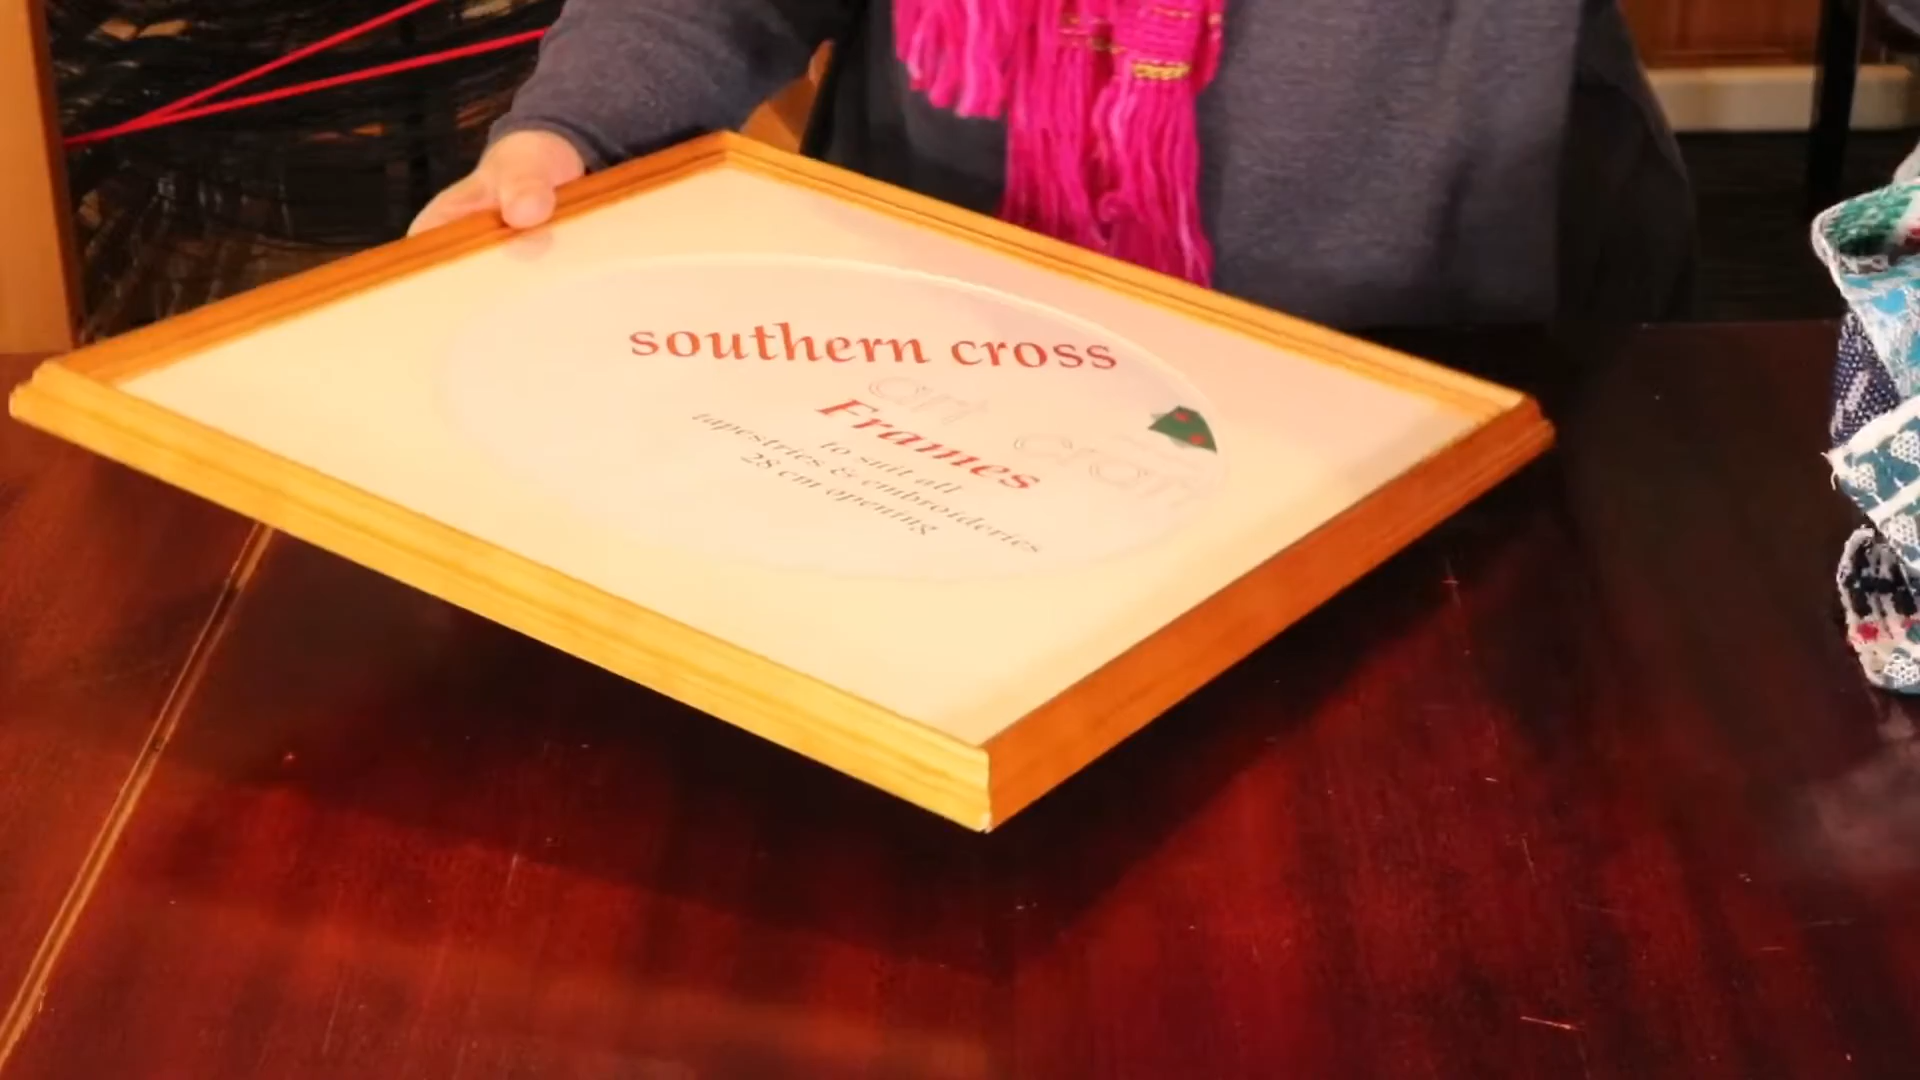 southern cross
art craft
Frames
to suit all
tapestries & embroideries
28 cm opening